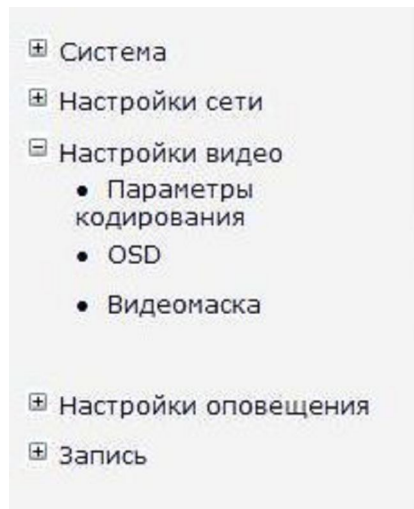 Система
Настройки сети
Настройки видео
• Параметры
кодирования
• OSD
• Видеомаска
Настройки оповещения
Запись